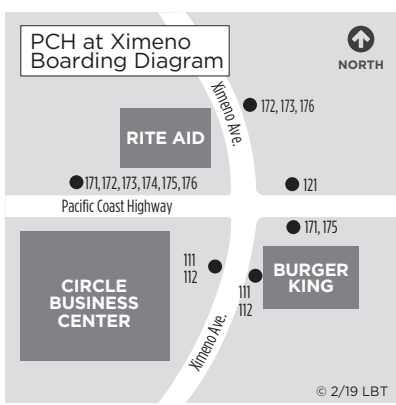 PCH at Ximeno
Boarding Diagram
NORTH
Ximeno Ave.
172, 173, 176
RITE AID
171, 172, 173, 174, 175, 176
121
Pacific Coast Highway
171, 175
111
112
CIRCLE
BUSINESS
CENTER
BURGER
KING
111
112
Ximeno Ave.
© 2/19 LBT